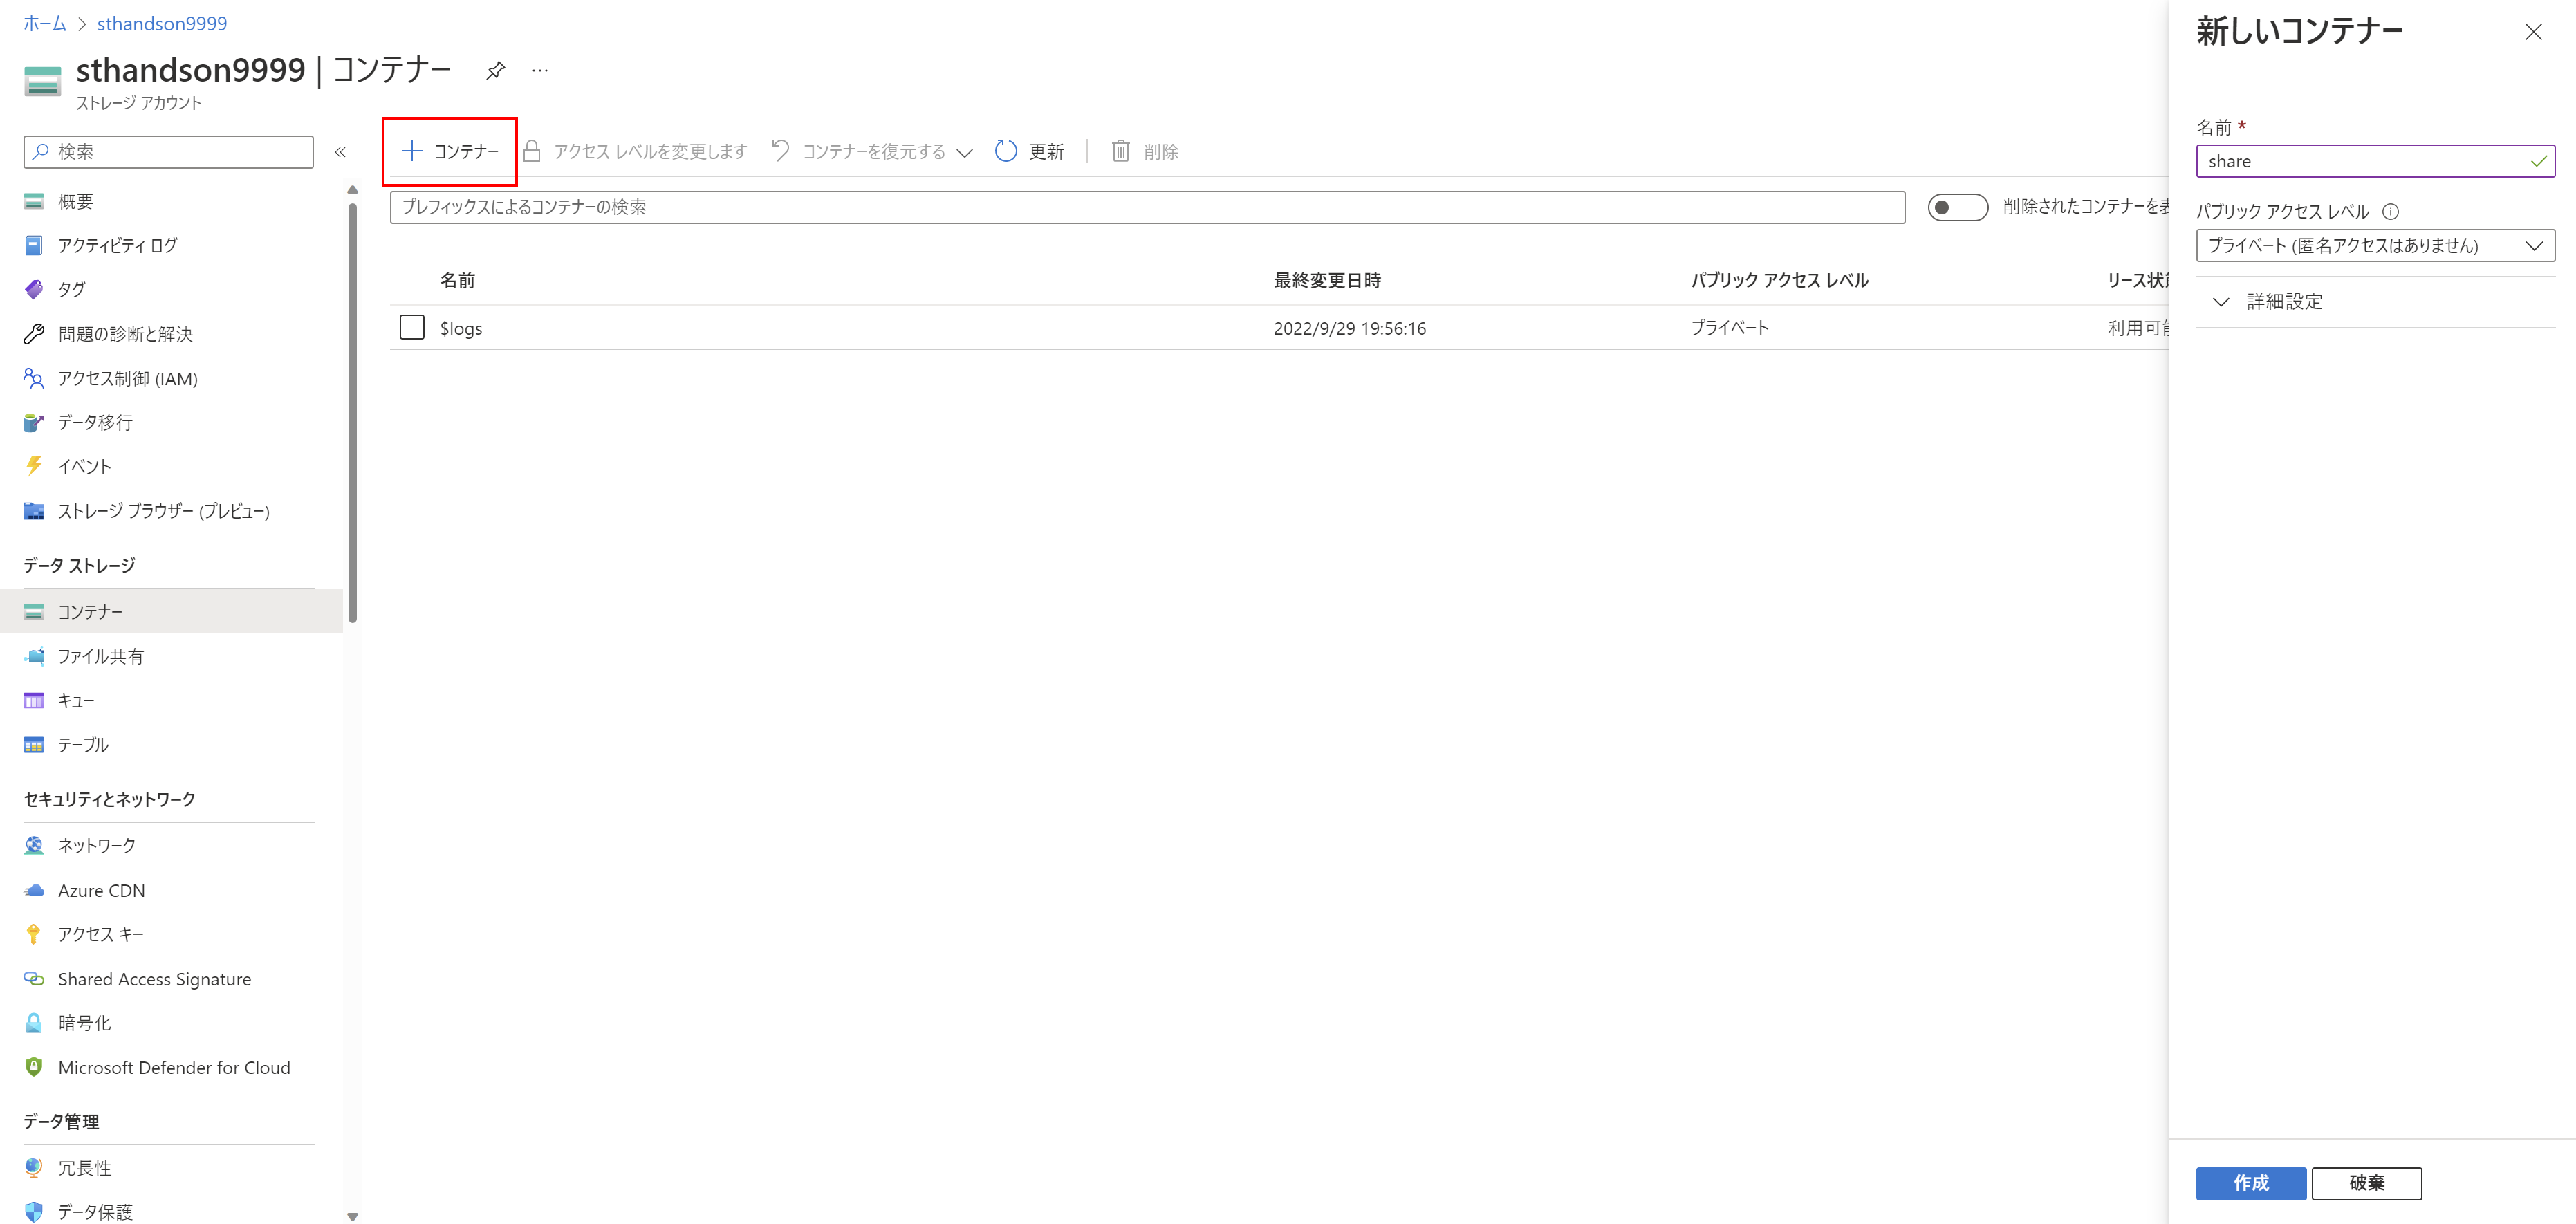 ホーム > sthandson9999
sthandson9999 | コンテナー
ストレージ アカウント
検索
概要
アクティビティ ログ
タグ
問題の診断と解決
アクセス制御 (IAM)
データ移行
イベント
ストレージ ブラウザー (プレビュー)
データ ストレージ
コンテナー
ファイル共有
キュー
テーブル
セキュリティとネットワーク
ネットワーク
Azure CDN
アクセス キー
Shared Access Signature
暗号化
Microsoft Defender for Cloud
データ管理
冗長性
データ保護
コンテナー アクセス レベルを変更します コンテナーを復元する 更新 削除
プレフィックスによるコンテナーの検索 削除されたコンテナーを
名前 最終変更日時 パブリック アクセス レベル リース状
$logs 2022/9/29 19:56:16 プライベート 利用可
新しいコンテナー
名前 *
share
パブリック アクセス レベル
プライベート (匿名アクセスはありません)
詳細設定
作成 破棄